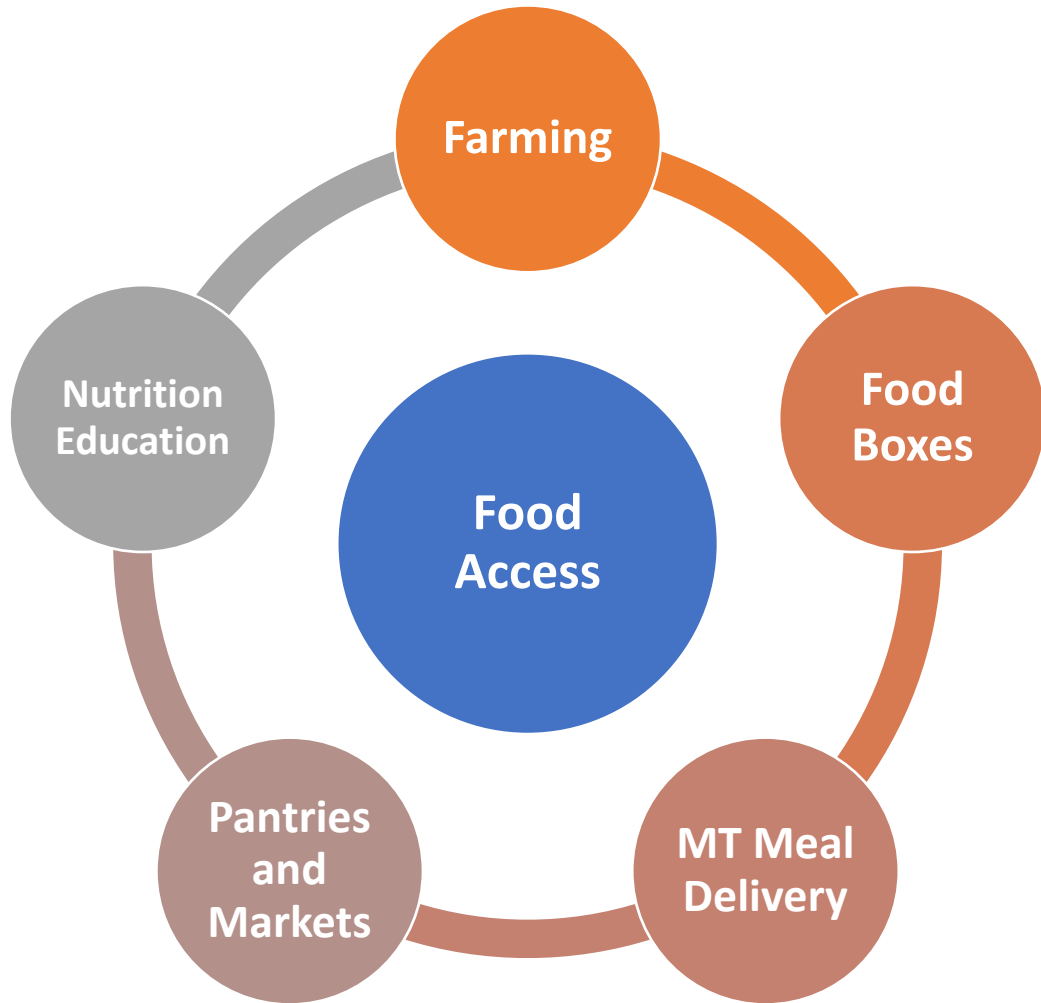 Farming
Food
Boxes
MT Meal
Delivery
Pantries
and
Markets
Nutrition
Education
Food
Access